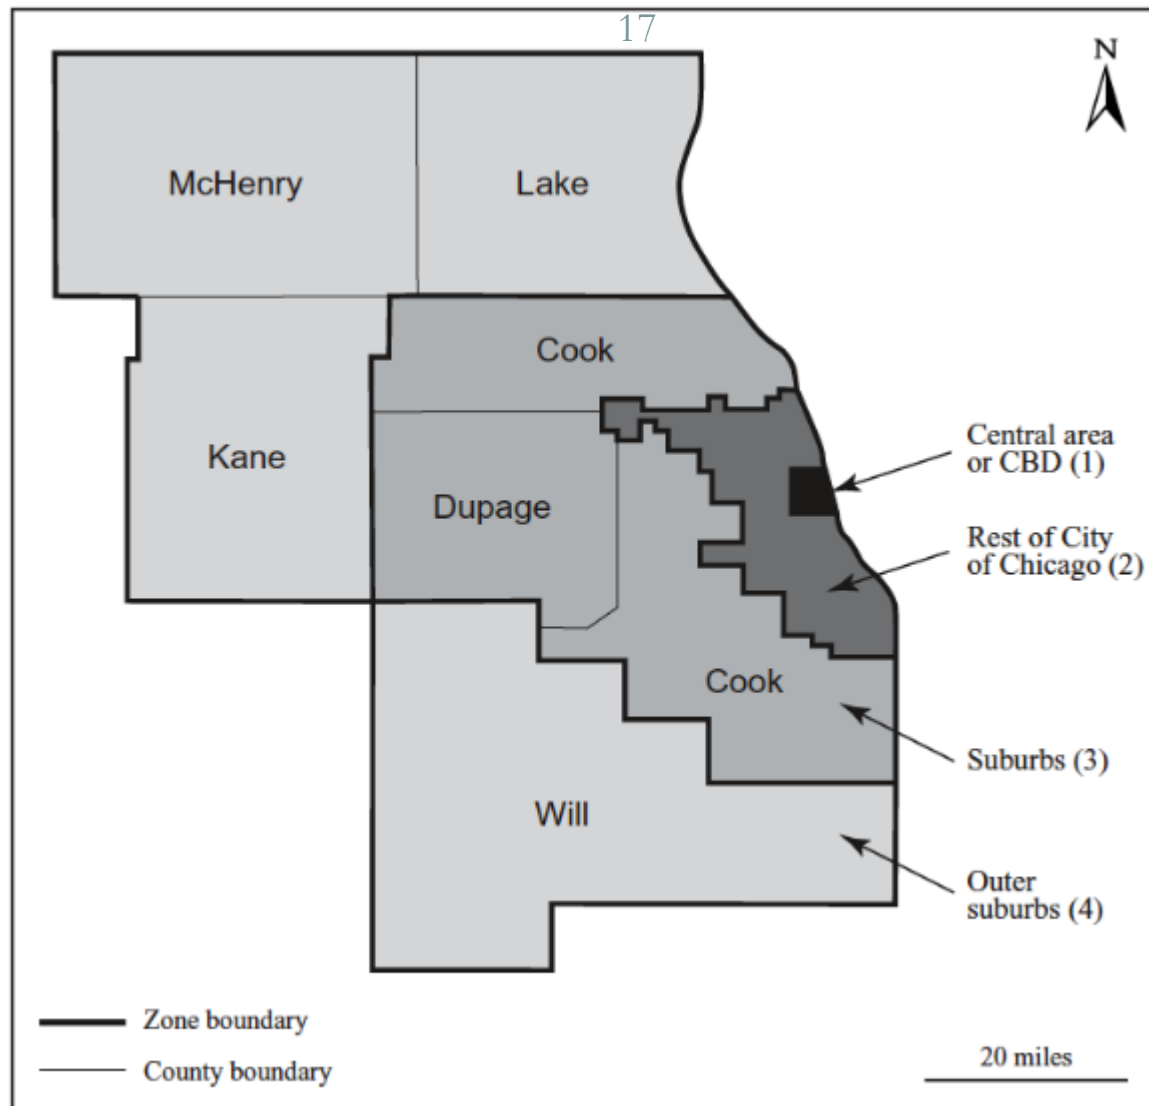 17
N
McHenry
Lake
Cook
Kane
Dupage
Central area
or CBD (1)
Rest of City
of Chicago (2)
Cook
Suburbs (3)
Will
Outer
suburbs (4)
Zone boundary
County boundary
20 miles